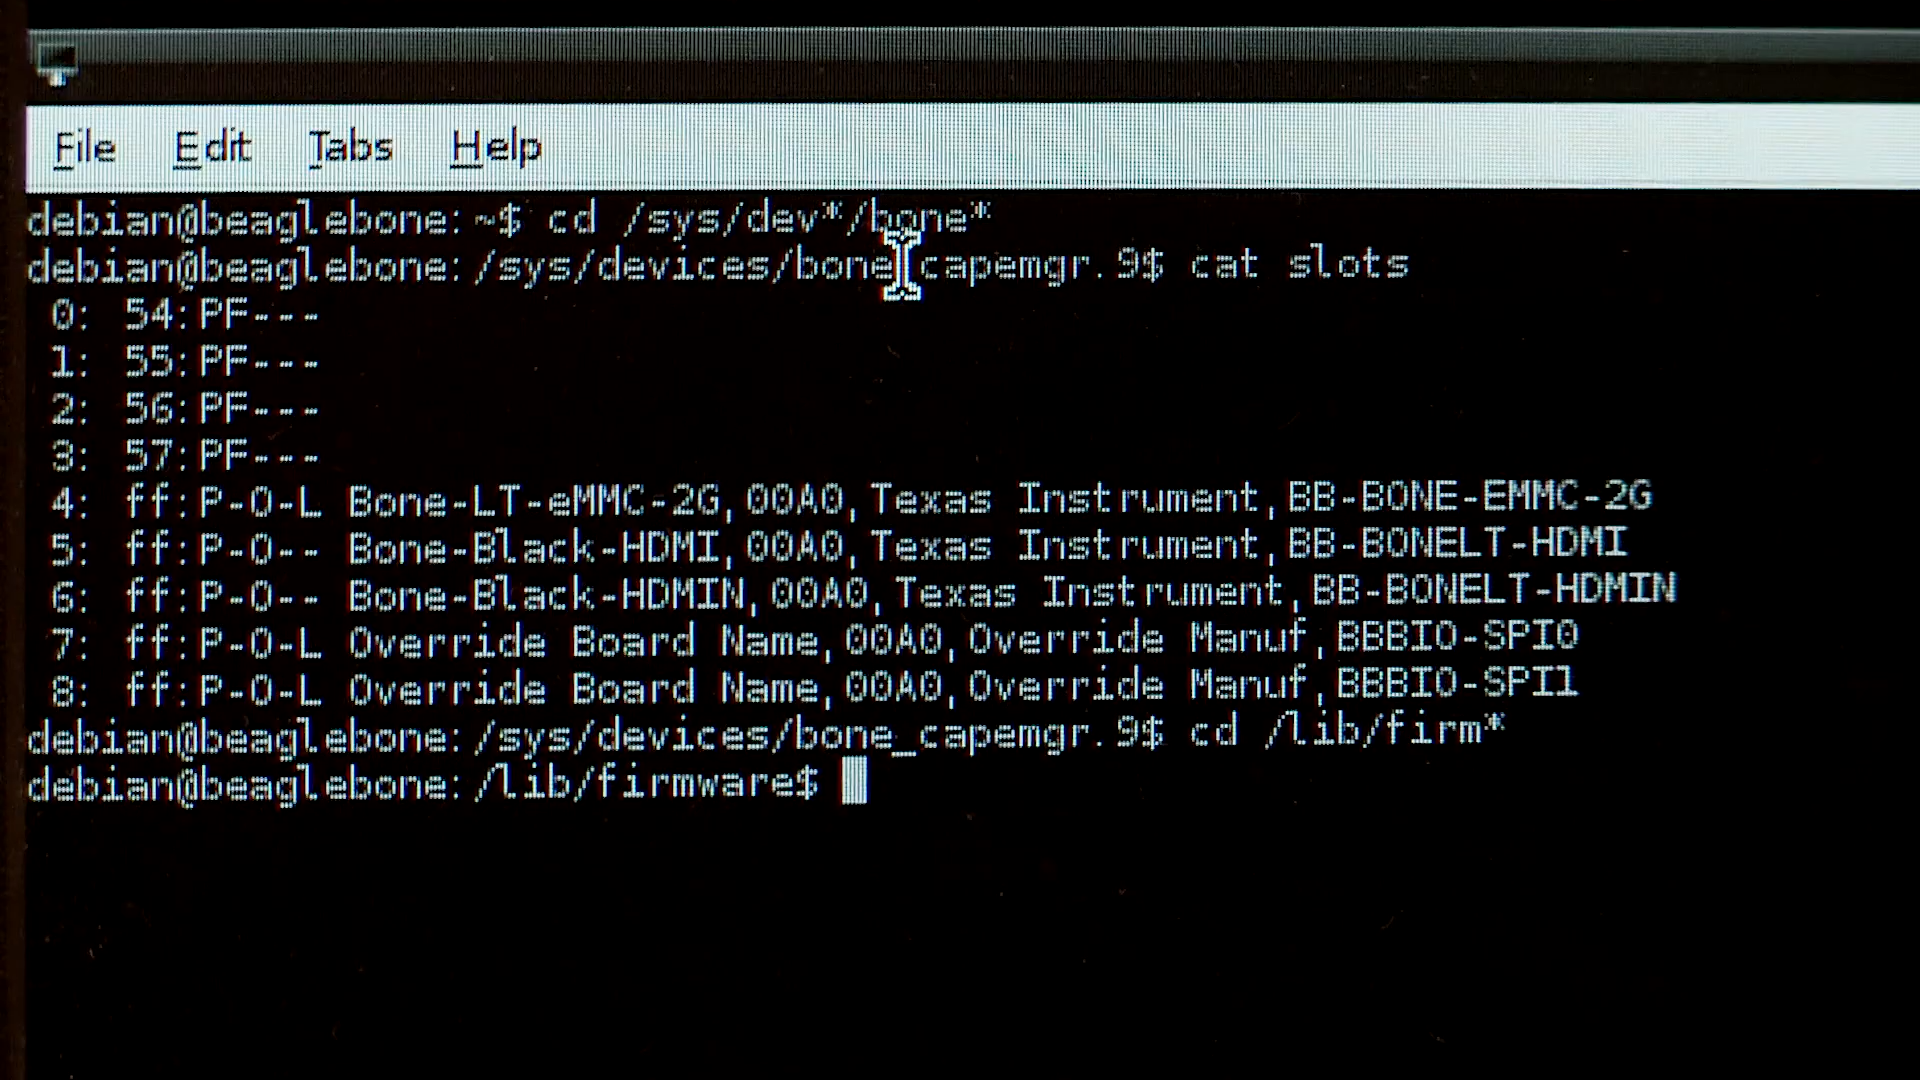 File Edit Tabs Help
debian@beaglebone:~$ cd /sys/dev*/bone*
debian@beaglebone:/sys/devices/bone_capemgr.9$ cat slots
0: 54:PF---
1: 55:PF---
2: 56:PF---
3: 57:PF---
4: ff:P-O-L Bone-LT-eMMC-2G,00A0,Texas Instrument,BB-BONE-EMMC-2G
5: ff:P-O-- Bone-Black-HDMI,00A0,Texas Instrument,BB-BONELT-HDMI
6: ff:P-O-- Bone-Black-HDMIN,00A0,Texas Instrument,BB-BONELT-HDMIN
7: ff:P-O-L Override Board Name,00A0,Override Manuf,BBBIO-SPI0
8: ff:P-O-L Override Board Name,00A0,Override Manuf,BBBIO-SPI1
debian@beaglebone:/sys/devices/bone_capemgr.9$ cd /lib/firm*
debian@beaglebone:/lib/firmware$